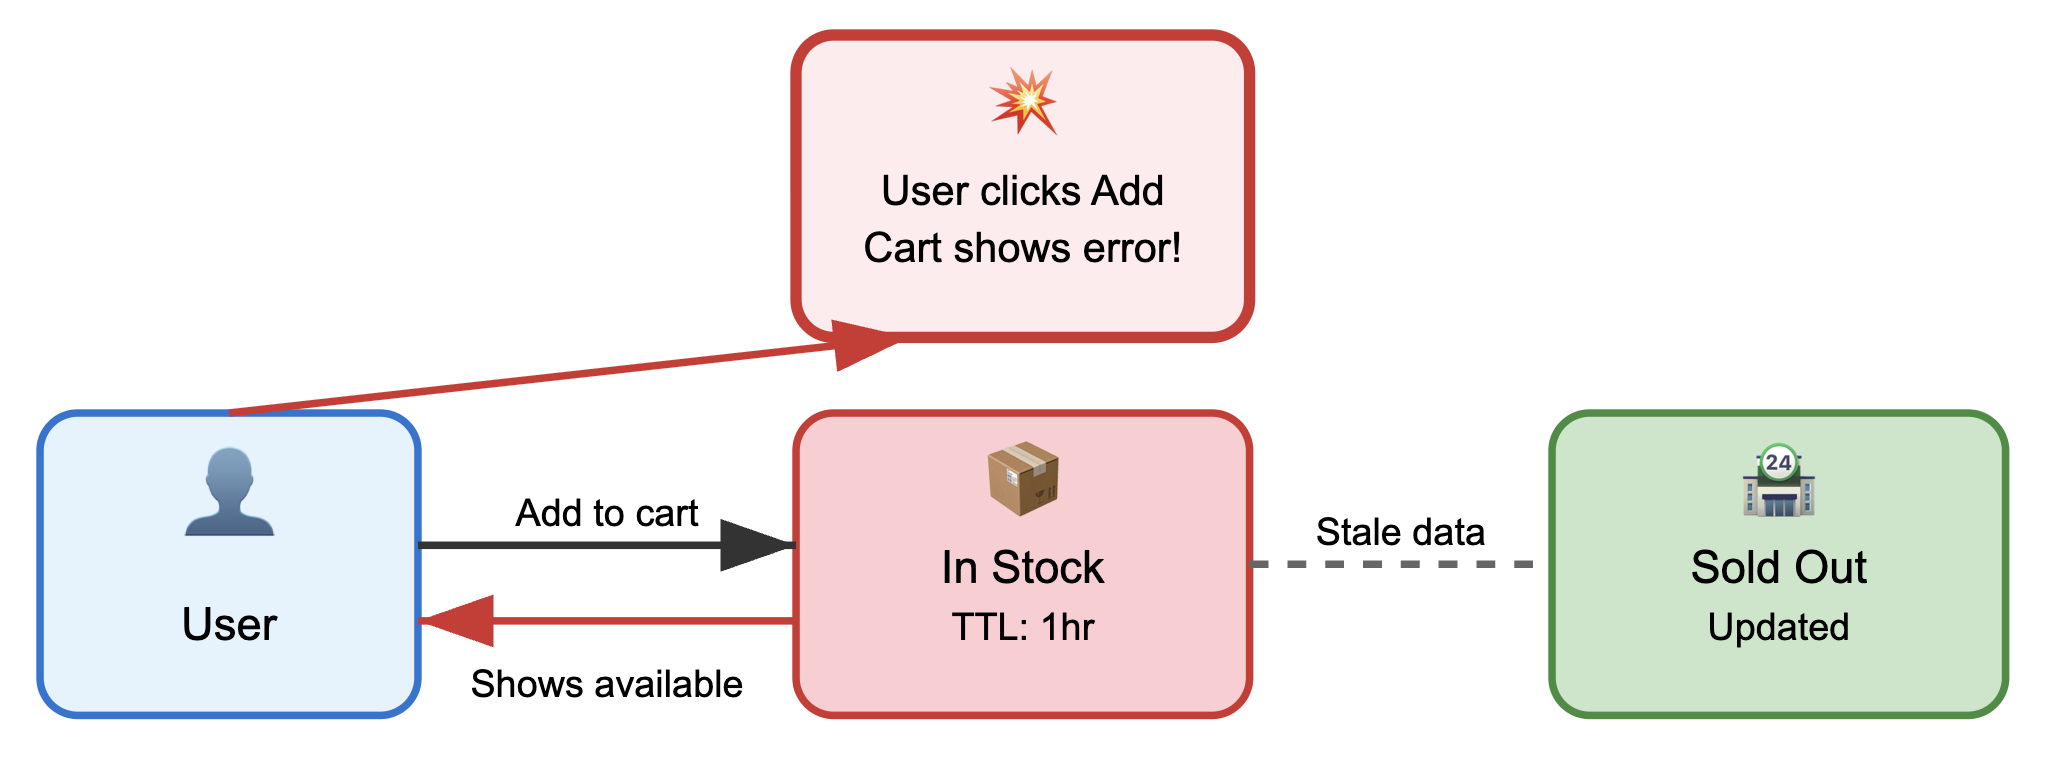 User clicks Add
Cart shows error!
User
Add to cart
Shows available
In Stock
TTL: 1hr
Stale data
24
Sold Out
Updated